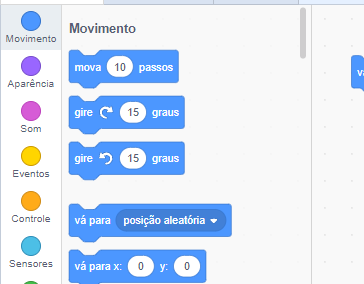 Movimento
Movimento
mova 10 passos
Aparência
gire 15 graus
Som
gire 15 graus
Eventos
Controle
vá para posição aleatória
Sensores
vá para x: 0 y: 0